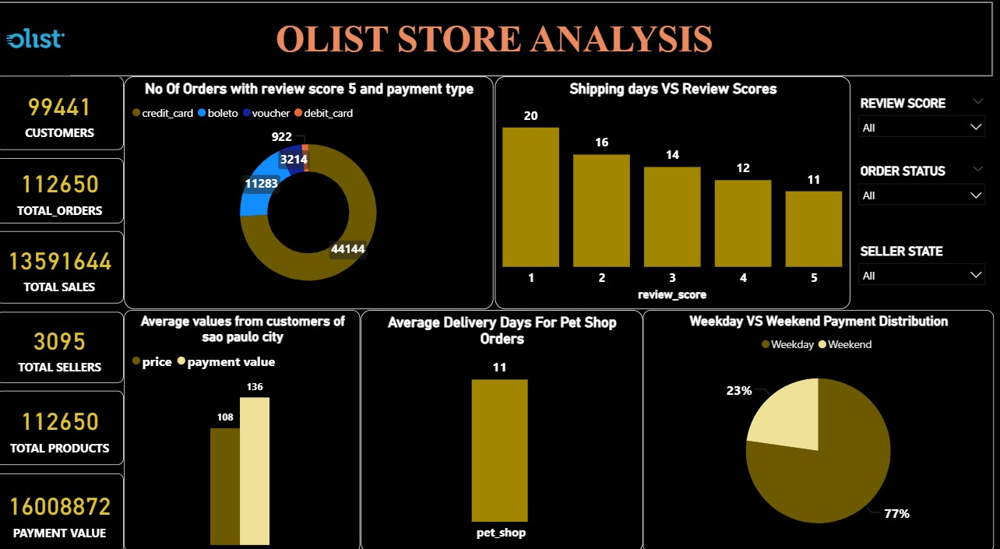 olist
OLIST STORE ANALYSIS
99441
CUSTOMERS
112650
TOTAL_ORDERS
13591644
TOTAL SALES
3095
TOTAL SELLERS
112650
TOTAL PRODUCTS
16008872
PAYMENT VALUE
No Of Orders with review score 5 and payment type
credit_card boleto voucher debit_card
922
3214
11283
44144
Shipping days VS Review Scores
20
16
14
12
11
1 2 3 4 5
review_score
REVIEW SCORE
All
ORDER STATUS
All
SELLER STATE
All
Average values from customers of
sao paulo city
price payment value
136
108
Average Delivery Days For Pet Shop
Orders
11
pet_shop
Weekday VS Weekend Payment Distribution
Weekday Weekend
23%
77%